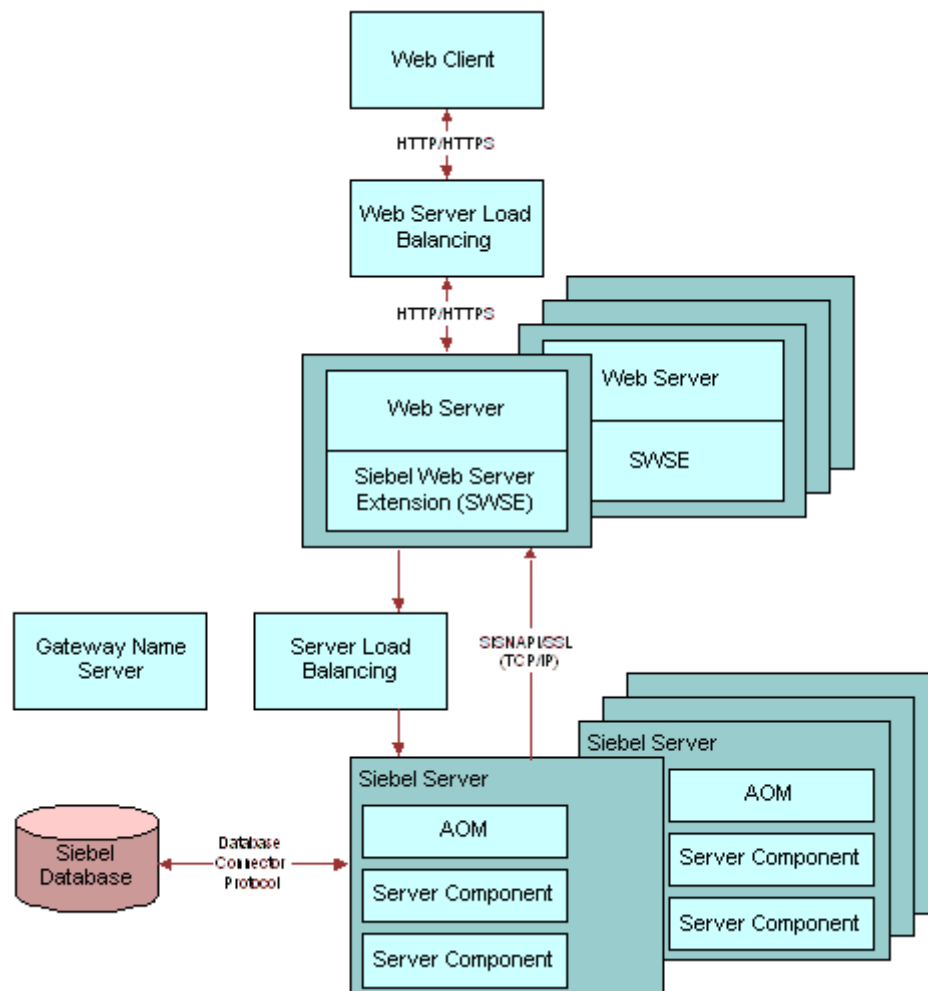 Web Client
HTTP/HTTPS
Web Server Load
Balancing
HTTP/HTTPS
Web Server
Siebel Web Server
Extension (SWSE)
Web Server
SWSE
Gateway Name
Server
Server Load
Balancing
SISNAPI/SSL
(TCP/IP)
Siebel Server
AOM
Server Component
Server Component
Siebel Server
AOM
Server Component
Server Component
Siebel
Database
Database
Connector
Protocol